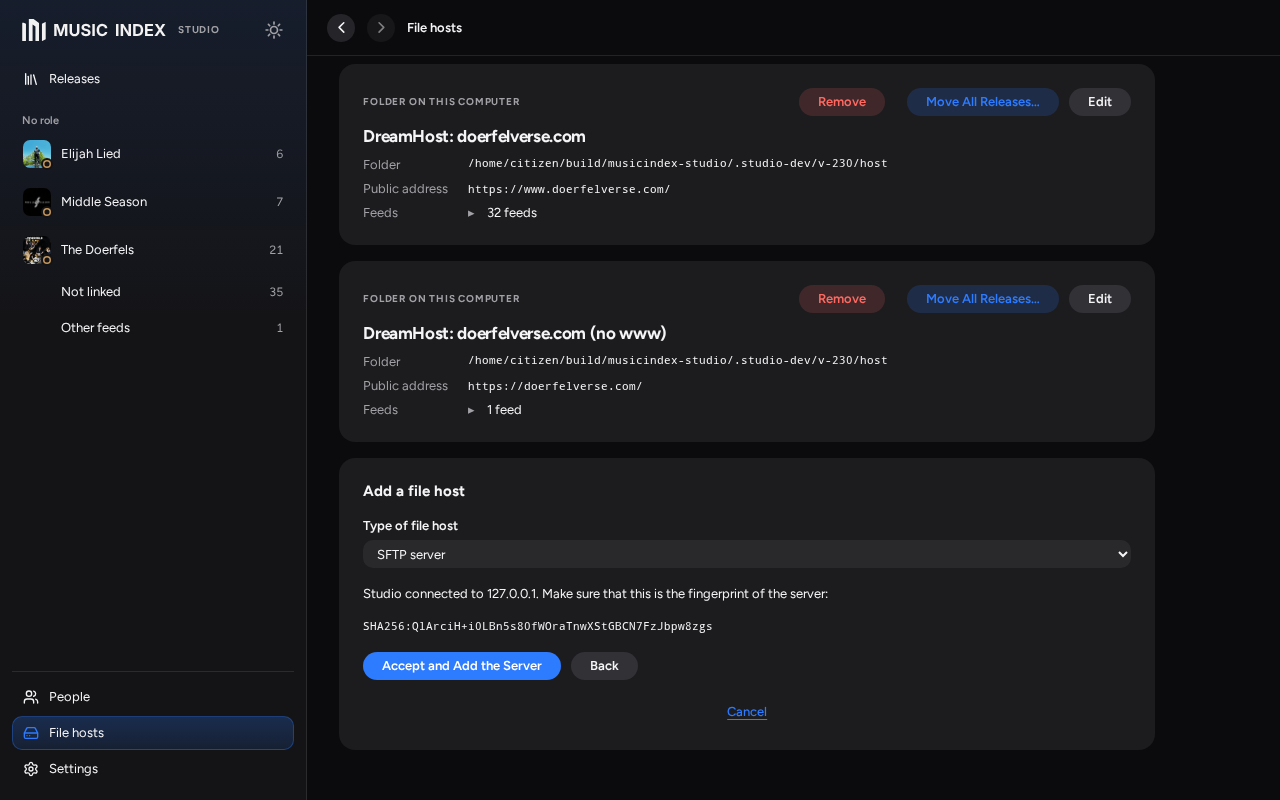 MUSIC INDEX STUDIO
File hosts
Releases
No role
Elijah Lied 6
Middle Season 7
The Doerfels 21
Not linked 35
Other feeds 1
People
File hosts
Settings
FOLDER ON THIS COMPUTER
Remove
Move All Releases…
Edit
DreamHost: doerfelverse.com
Folder /home/citizen/build/musicindex-studio/.studio-dev/v-230/host
Public address https://www.doerfelverse.com/
Feeds ▸ 32 feeds
FOLDER ON THIS COMPUTER
Remove
Move All Releases…
Edit
DreamHost: doerfelverse.com (no www)
Folder /home/citizen/build/musicindex-studio/.studio-dev/v-230/host
Public address https://doerfelverse.com/
Feeds ▸ 1 feed
Add a file host
Type of file host
SFTP server
Studio connected to 127.0.0.1. Make sure that this is the fingerprint of the server:
SHA256:QlArciH+i0LBn5s80fWOraTnwXStGBCN7FzJbpw8zgs
Accept and Add the Server
Back
Cancel